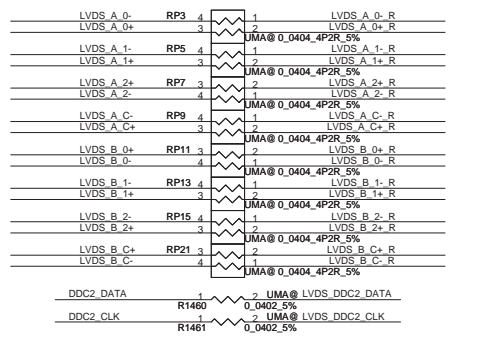 LVDS_A_0- RP3 4 1 LVDS_A_0-_R
LVDS_A_0+ 3 2 LVDS_A_0+_R
UMA@ 0_0404_4P2R_5%
LVDS_A_1- RP5 4 1 LVDS_A_1-_R
LVDS_A_1+ 3 2 LVDS_A_1+_R
UMA@ 0_0404_4P2R_5%
LVDS_A_2+ RP7 3 2 LVDS_A_2+_R
LVDS_A_2- 4 1 LVDS_A_2-_R
UMA@ 0_0404_4P2R_5%
LVDS_A_C- RP9 4 1 LVDS_A_C-_R
LVDS_A_C+ 3 2 LVDS_A_C+_R
UMA@ 0_0404_4P2R_5%
LVDS_B_0+ RP11 3 2 LVDS_B_0+_R
LVDS_B_0- 4 1 LVDS_B_0-_R
UMA@ 0_0404_4P2R_5%
LVDS_B_1- RP13 4 1 LVDS_B_1-_R
LVDS_B_1+ 3 2 LVDS_B_1+_R
UMA@ 0_0404_4P2R_5%
LVDS_B_2- RP15 4 1 LVDS_B_2-_R
LVDS_B_2+ 3 2 LVDS_B_2+_R
UMA@ 0_0404_4P2R_5%
LVDS_B_C+ RP21 3 2 LVDS_B_C+_R
LVDS_B_C- 4 1 LVDS_B_C-_R
UMA@ 0_0404_4P2R_5%
DDC2_DATA 1 2 UMA@ LVDS_DDC2_DATA
R1460 0_0402_5%
DDC2_CLK 1 2 UMA@ LVDS_DDC2_CLK
R1461 0_0402_5%